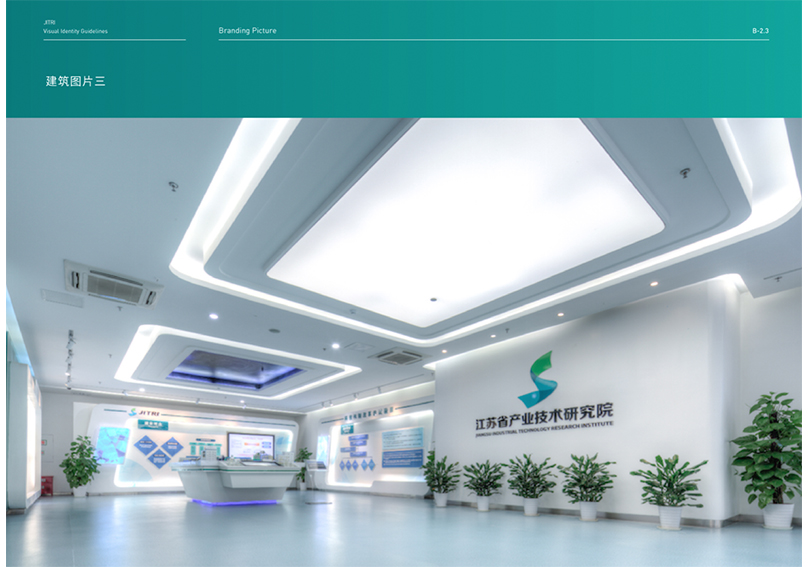 JITRI
Visual Identity Guidelines
Branding Picture
B-2.3
建筑图片三
JITRI
江苏省产业技术研究院
JIANGSU INDUSTRIAL TECHNOLOGY RESEARCH INSTITUTE